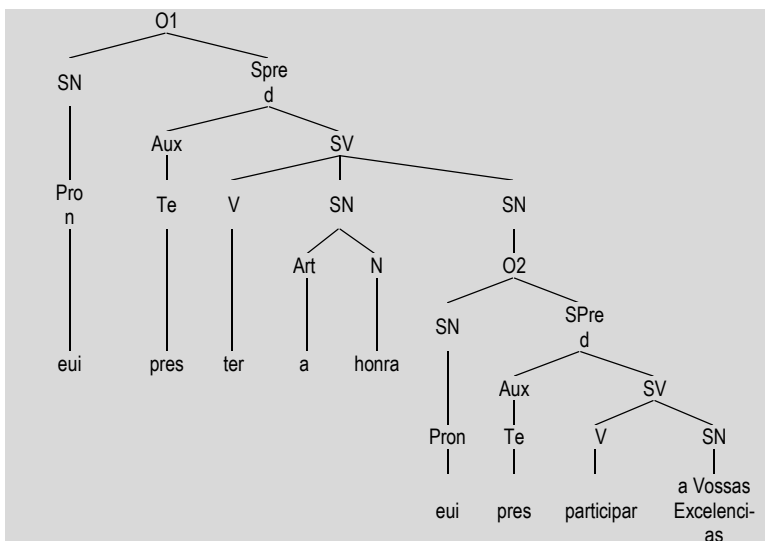 O1
SN
Spre
d
Aux
SV
Pro
n
Te
V
SN
SN
Art
N
O2
SN
SPre
d
eui
pres
ter
a
honra
Aux
SV
Pron
Te
V
SN
eui
pres
participar
a Vossas
Excelenci-
as